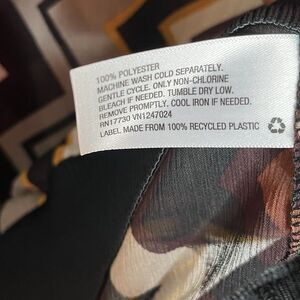 100% POLYESTER
MACHINE WASH COLD SEPARATELY.
GENTLE CYCLE. ONLY NON-CHLORINE
BLEACH IF NEEDED. TUMBLE DRY LOW.
REMOVE PROMPTLY. COOL IRON IF NEEDED.
RN17730 VN1247024
LABEL MADE FROM 100% RECYCLED PLASTIC